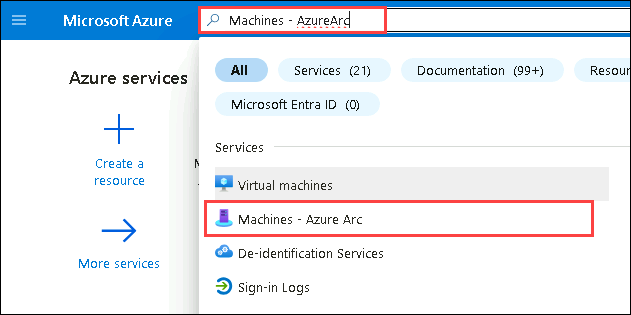 Microsoft Azure
Machines - AzureArc
Azure services
All
Services (21)
Documentation (99+)
Resour
Microsoft Entra ID (0)
Create a
resource
Services
Virtual machines
Machines - Azure Arc
More services
De-identification Services
Sign-in Logs